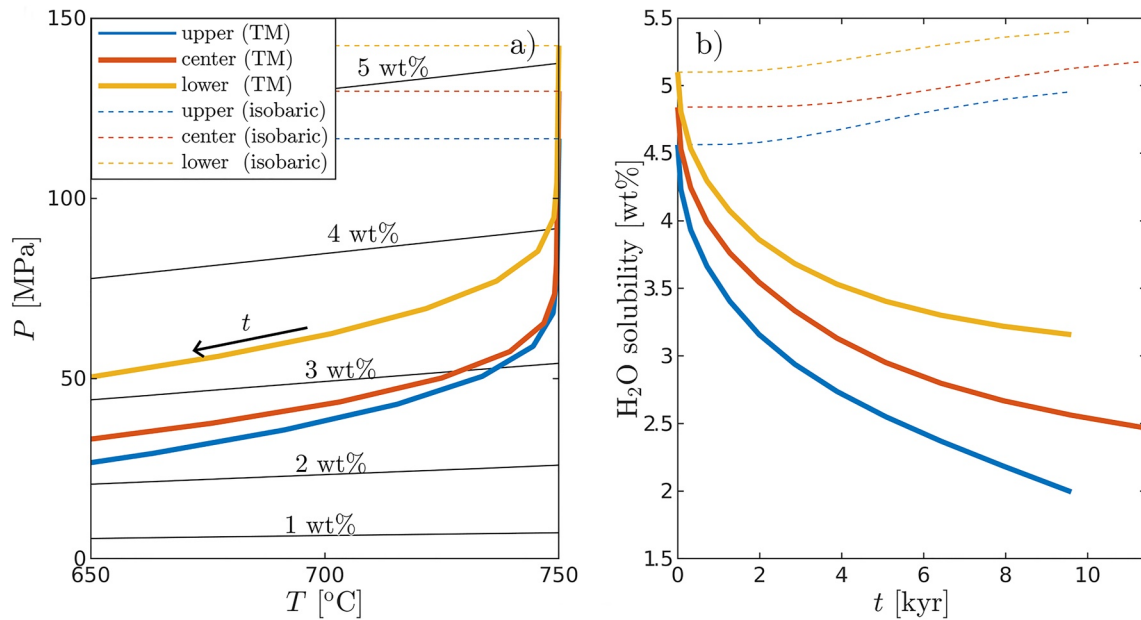 150
100
50
0
P [MPa]
upper (TM)
center (TM)
lower (TM)
upper (isobaric)
center (isobaric)
lower (isobaric)
a)
5 wt%
4 wt%
t
3 wt%
2 wt%
1 wt%
650
700
750
T [°C]
5.5
5
4.5
4
3.5
3
2.5
2
1.5
H₂O solubility [wt%]
b)
0
2
4
6
8
10
t [kyr]